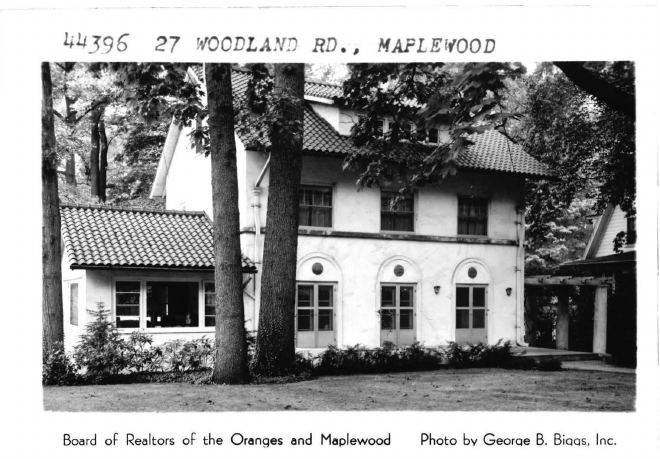 44396 27 WOODLAND RD., MAPLEWOOD
Board of Realtors of the Oranges and Maplewood Photo by George B. Biggs, Inc.